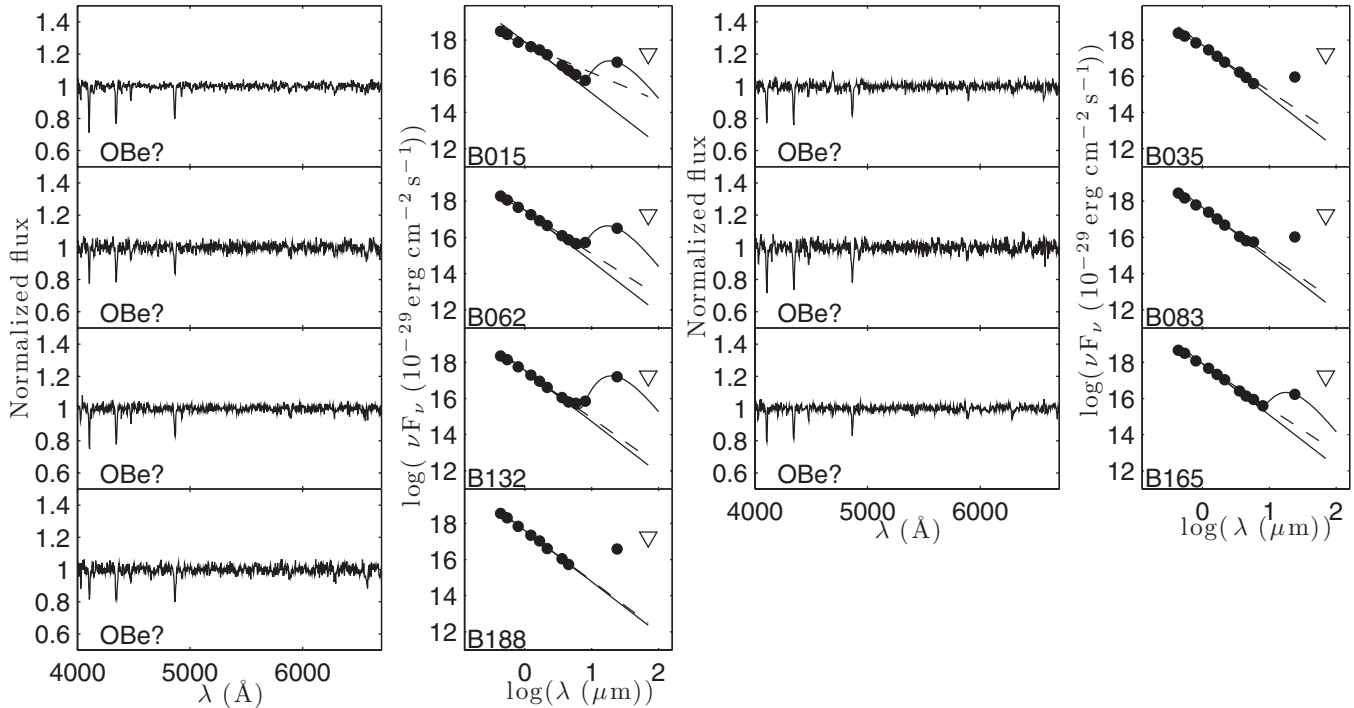 1.4
1.2
1
0.8
0.6
OBe?
18
16
14
12
B015
1.4
1.2
1
0.8
0.6
OBe?
18
16
14
12
B035
1.4
1.2
1
0.8
0.6
OBe?
18
16
14
12
B062
1.4
1.2
1
0.8
0.6
OBe?
18
16
14
12
B083
1.4
1.2
1
0.8
0.6
OBe?
18
16
14
12
B132
1.4
1.2
1
0.8
0.6
OBe?
4000 5000 6000
λ (Å)
18
16
14
12
B165
0 1 2
log(λ (μm))
1.4
1.2
1
0.8
0.6
OBe?
4000 5000 6000
λ (Å)
18
16
14
12
B188
0 1 2
log(λ (μm))
Normalized flux
log( νFν (10⁻²⁹ erg cm⁻² s⁻¹))
Normalized flux
log(νFν (10⁻²⁹ erg cm⁻² s⁻¹))